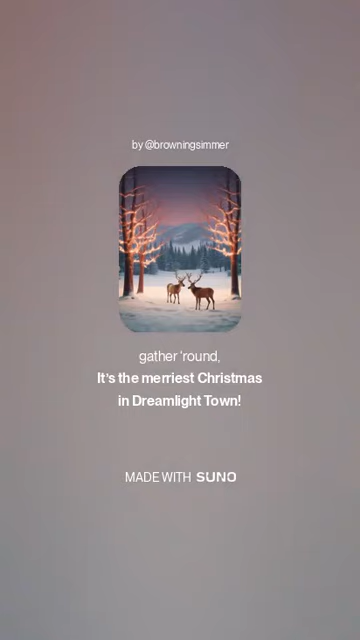 by @browningsimmer
gather 'round,
It's the merriest Christmas
in Dreamlight Town!
MADE WITH SUNO